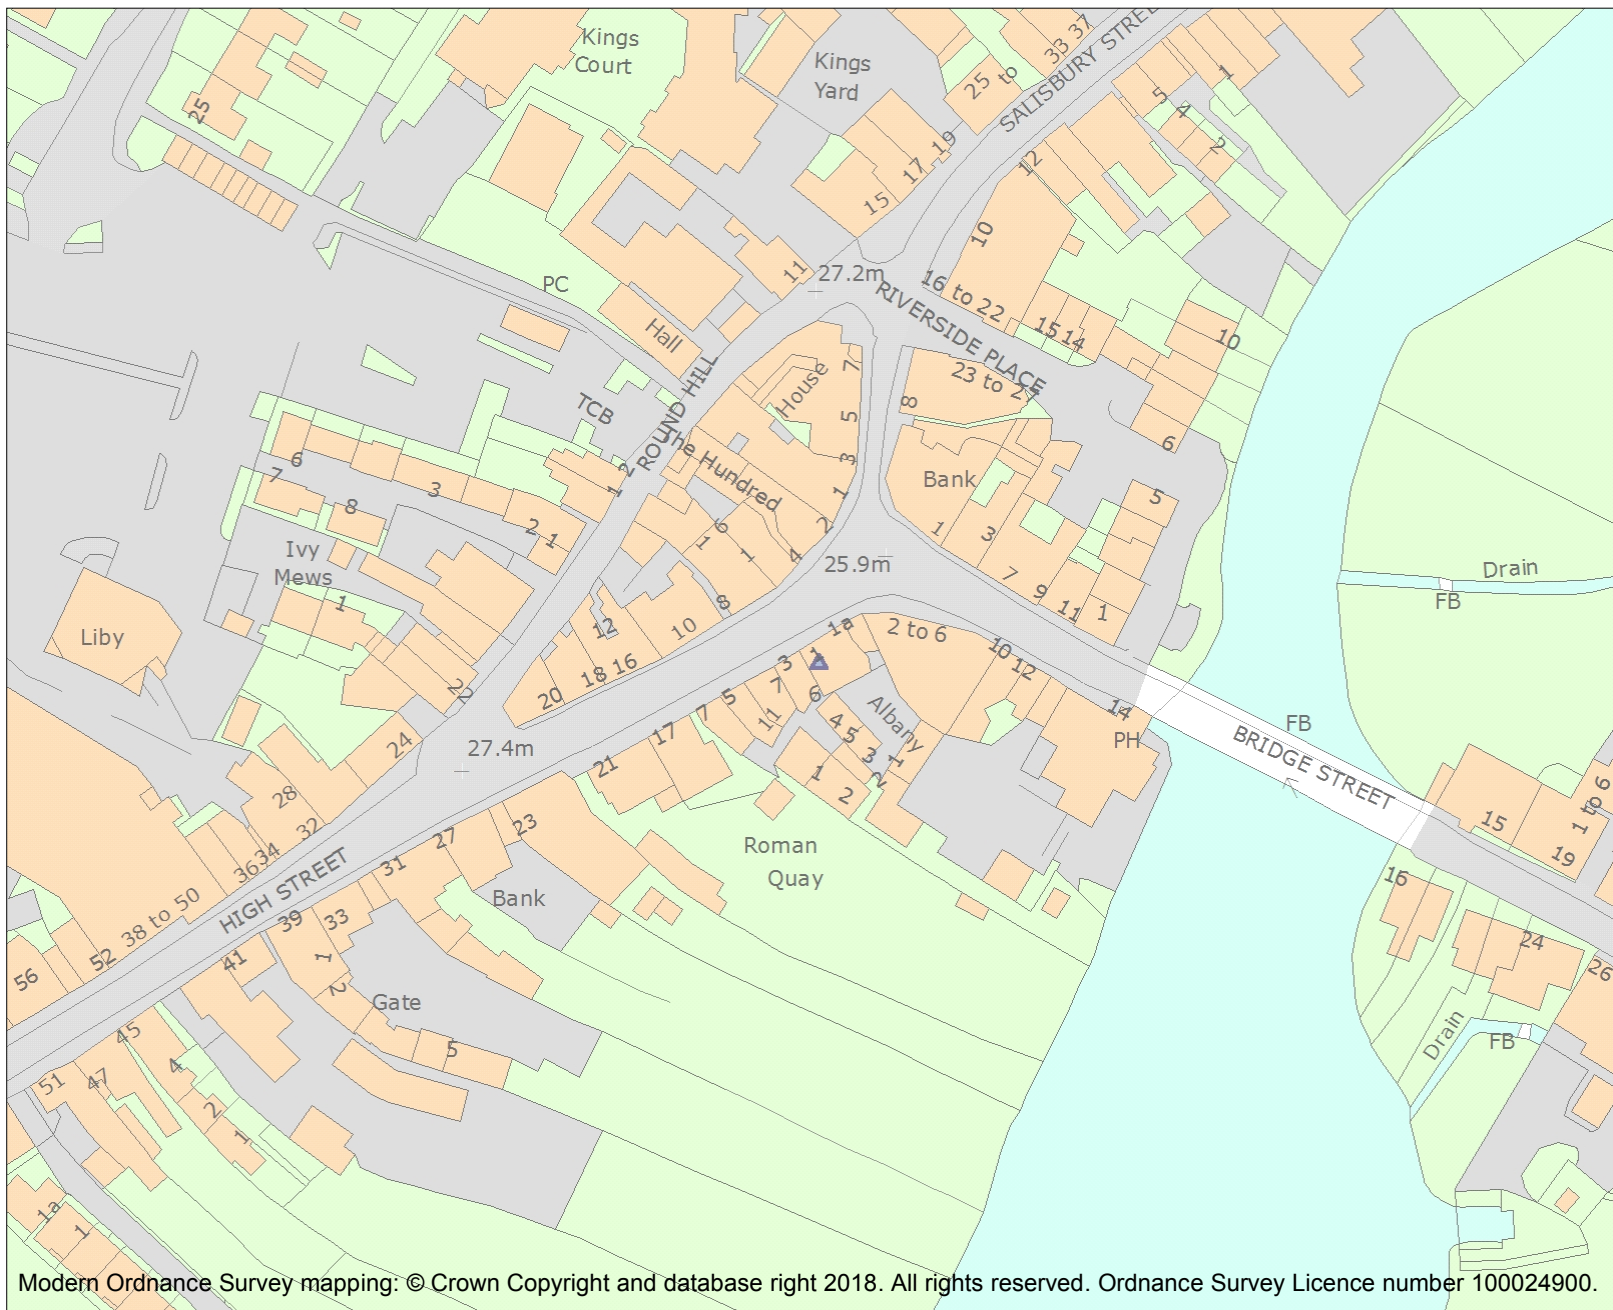 Kings
Court
Kings
Yard
33 37
25 to
SALISBURY STREE
1
5
4
2
25
19
17
15
12
10
11
27.2m
16 to 22
RIVERSIDE PLACE
15 14
10
PC
Hall
ROUND HILL
House
7
5
3
1
2
8
23 to 27
6
TCB
The Hundred
2
1
6
7
8
3
2
1
Bank
1
3
7
9
11
1
5
6
1
1
4
8
25.9m
Ivy
Mews
1
Liby
Drain
FB
12
10
18 16
20
22
24
27.4m
1a
2 to 6
10 12
14
PH
3
1
7
6
5
11
7
17
21
Albany
4
5
3
2
1
1
2
FB
BRIDGE STREET
15
19
1 to 6
28
32
34
36
38 to 50
52
56
HIGH STREET
23
27
31
33
39
41
Bank
Roman
Quay
1
2
Gate
5
16
24
26
Drain
FB
45
47
51
4
2
1
1a
1
Modern Ordnance Survey mapping: © Crown Copyright and database right 2018. All rights reserved. Ordnance Survey Licence number 100024900.